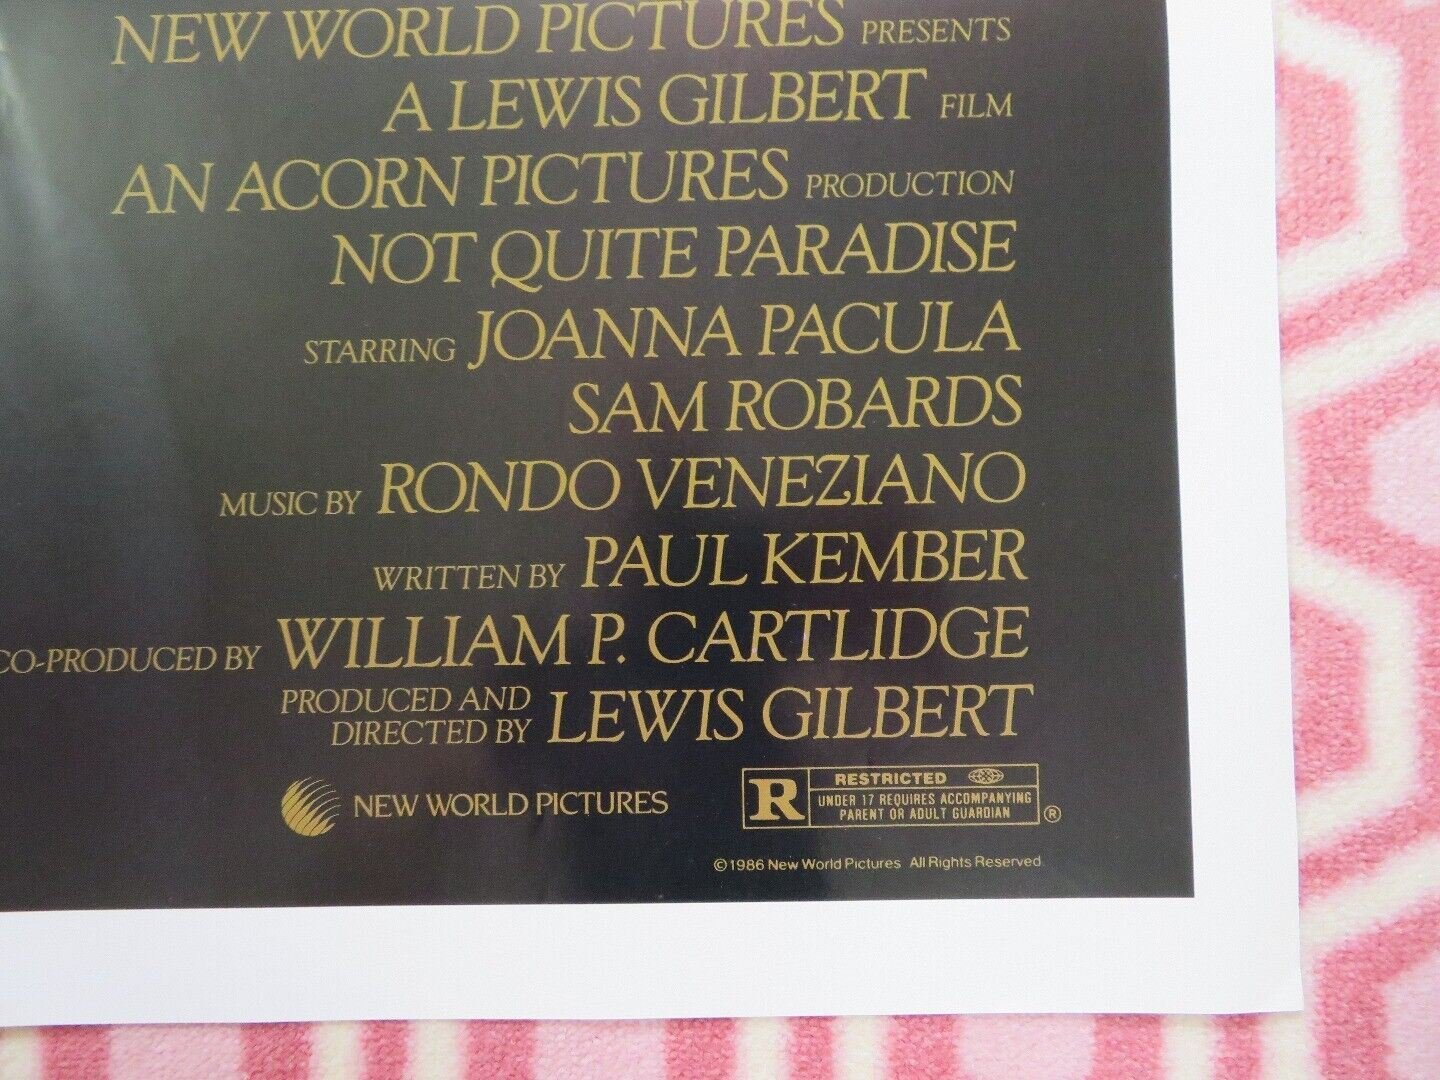 NEW WORLD PICTURES PRESENTS
A LEWIS GILBERT FILM
AN ACORN PICTURES PRODUCTION
NOT QUITE PARADISE
STARRING JOANNA PACULA
SAM ROBARDS
MUSIC BY RONDO VENEZIANO
WRITTEN BY PAUL KEMBER
CO-PRODUCED BY WILLIAM P. CARTLIDGE
PRODUCED AND
DIRECTED BY LEWIS GILBERT
NEW WORLD PICTURES
R RESTRICTED
UNDER 17 REQUIRES ACCOMPANYING
PARENT OR ADULT GUARDIAN ®
©1986 New World Pictures All Rights Reserved.